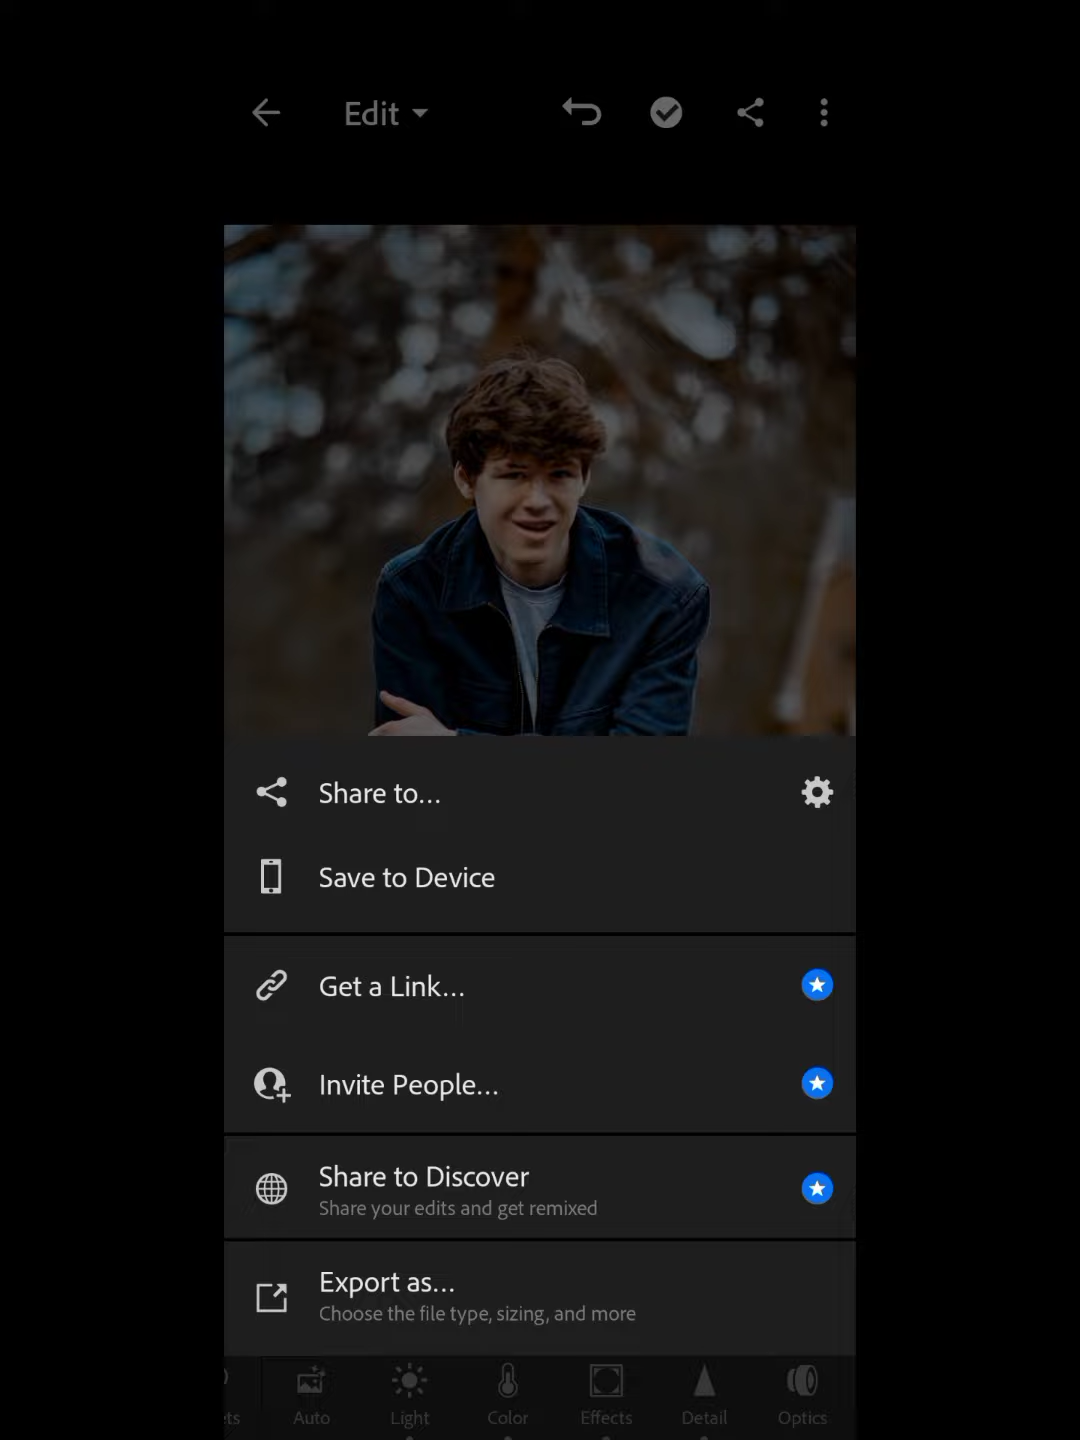 Edit
Share to...
Save to Device
Get a Link...
Invite People...
Share to Discover
Share your edits and get remixed
Export as...
Choose the file type, sizing, and more
ets Auto Light Color Effects Detail Optics